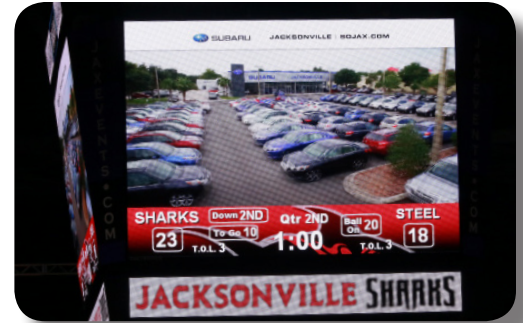 SUBARU JACKSONVILLE | SOJAX.COM
SUBARU
SHARKS Down 2ND Qtr 2ND Ball On 20 STEEL
23 To Go 10 1:00 18
T.O.L. 3 T.O.L. 3
JACKSONVILLE SHARKS